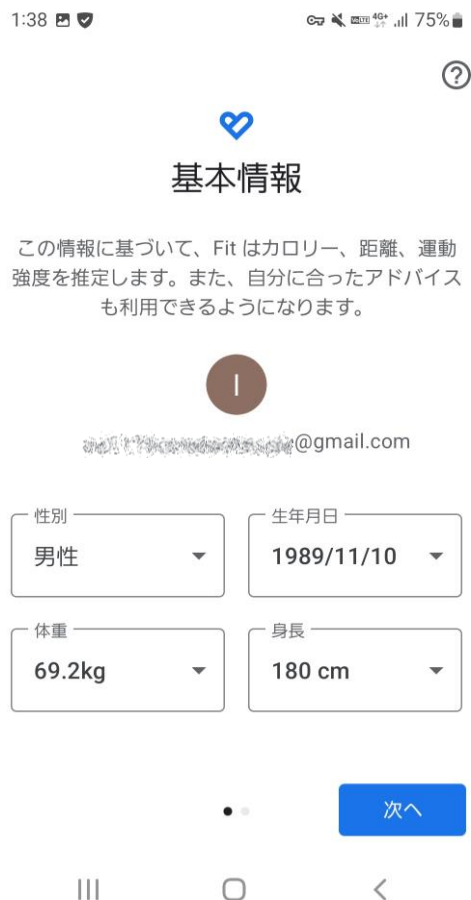 1:38
4G+
75%
基本情報
この情報に基づいて、Fit はカロリー、距離、運動
強度を推定します。また、自分に合ったアドバイス
も利用できるようになります。
I
@gmail.com
性別
男性
生年月日
1989/11/10
体重
69.2kg
身長
180 cm
次へ